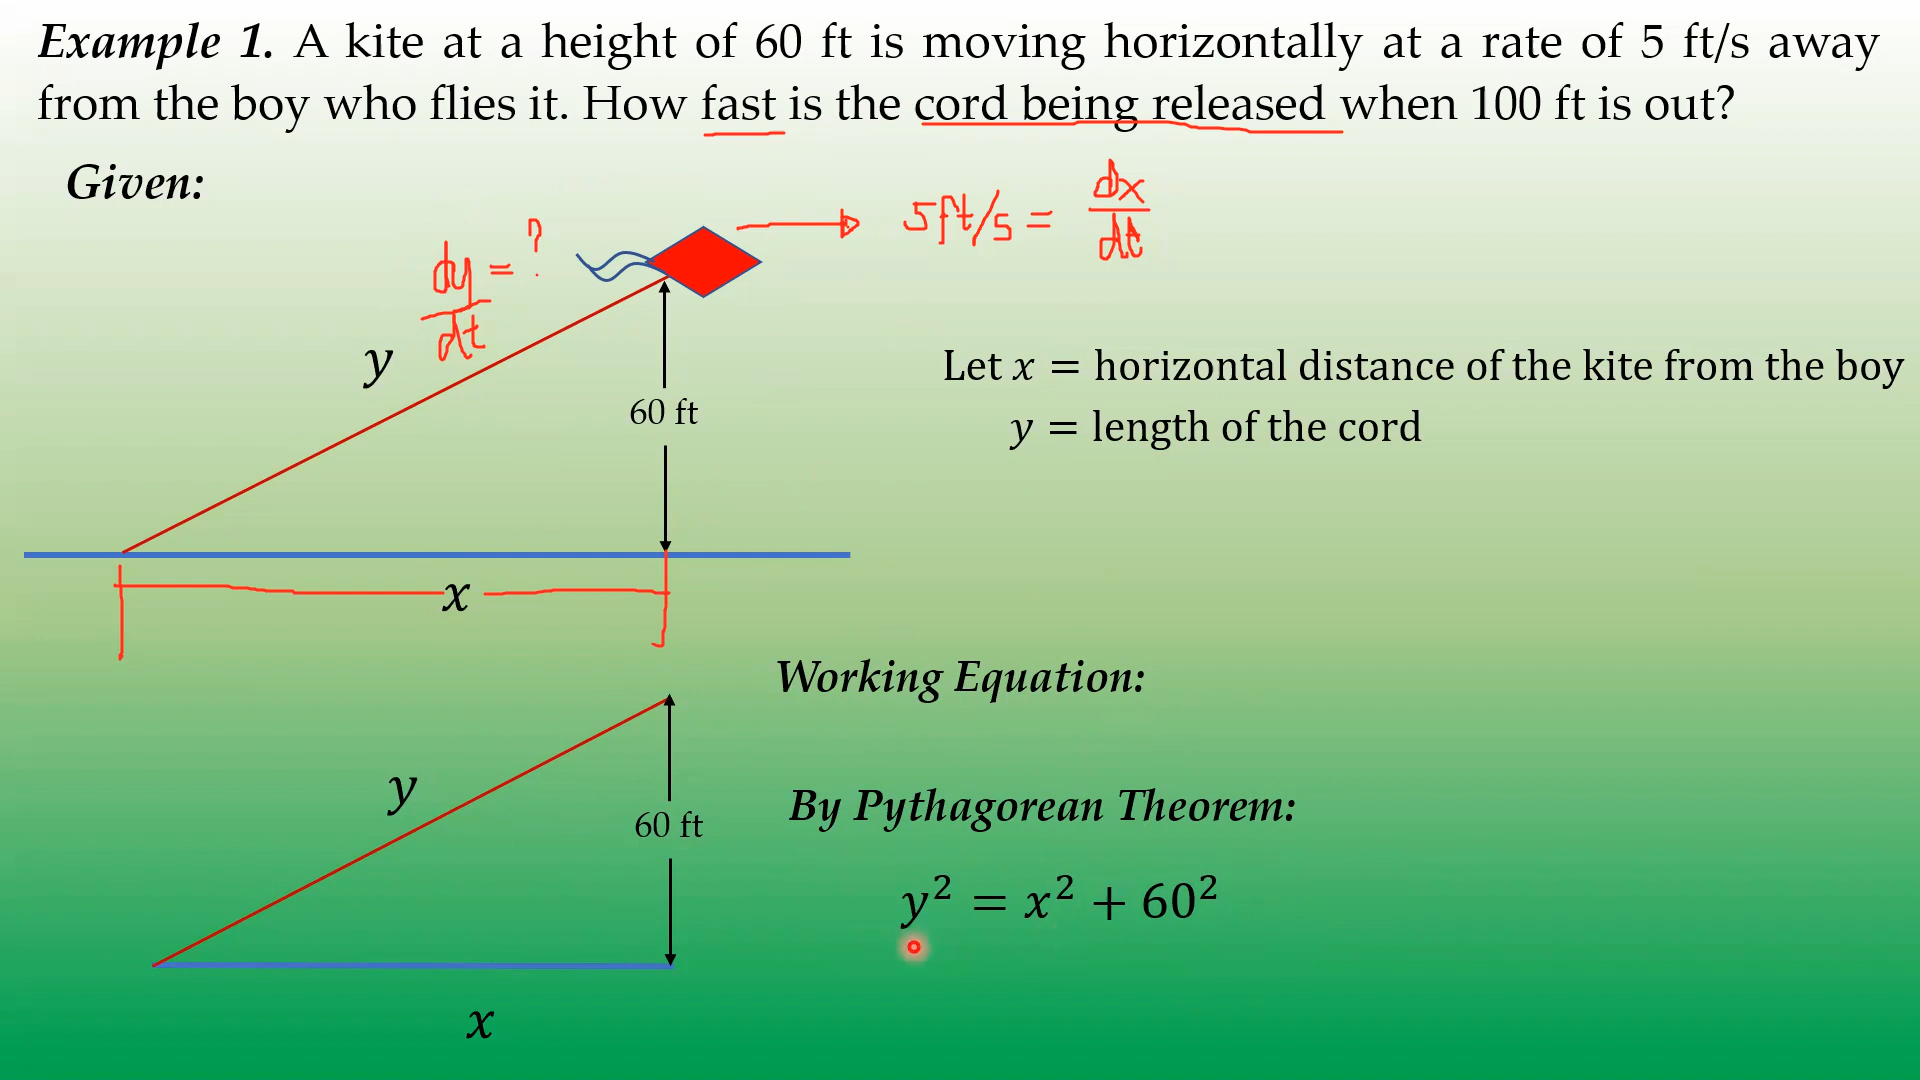 Example 1. A kite at a height of 60 ft is moving horizontally at a rate of 5 ft/s away
from the boy who flies it. How fast is the cord being released when 100 ft is out?
Given:
dy/dt = ?
5ft/s = dx/dt
y
60 ft
x
Let x = horizontal distance of the kite from the boy
y = length of the cord
Working Equation:
y
60 ft
x
By Pythagorean Theorem:
y² = x² + 60²